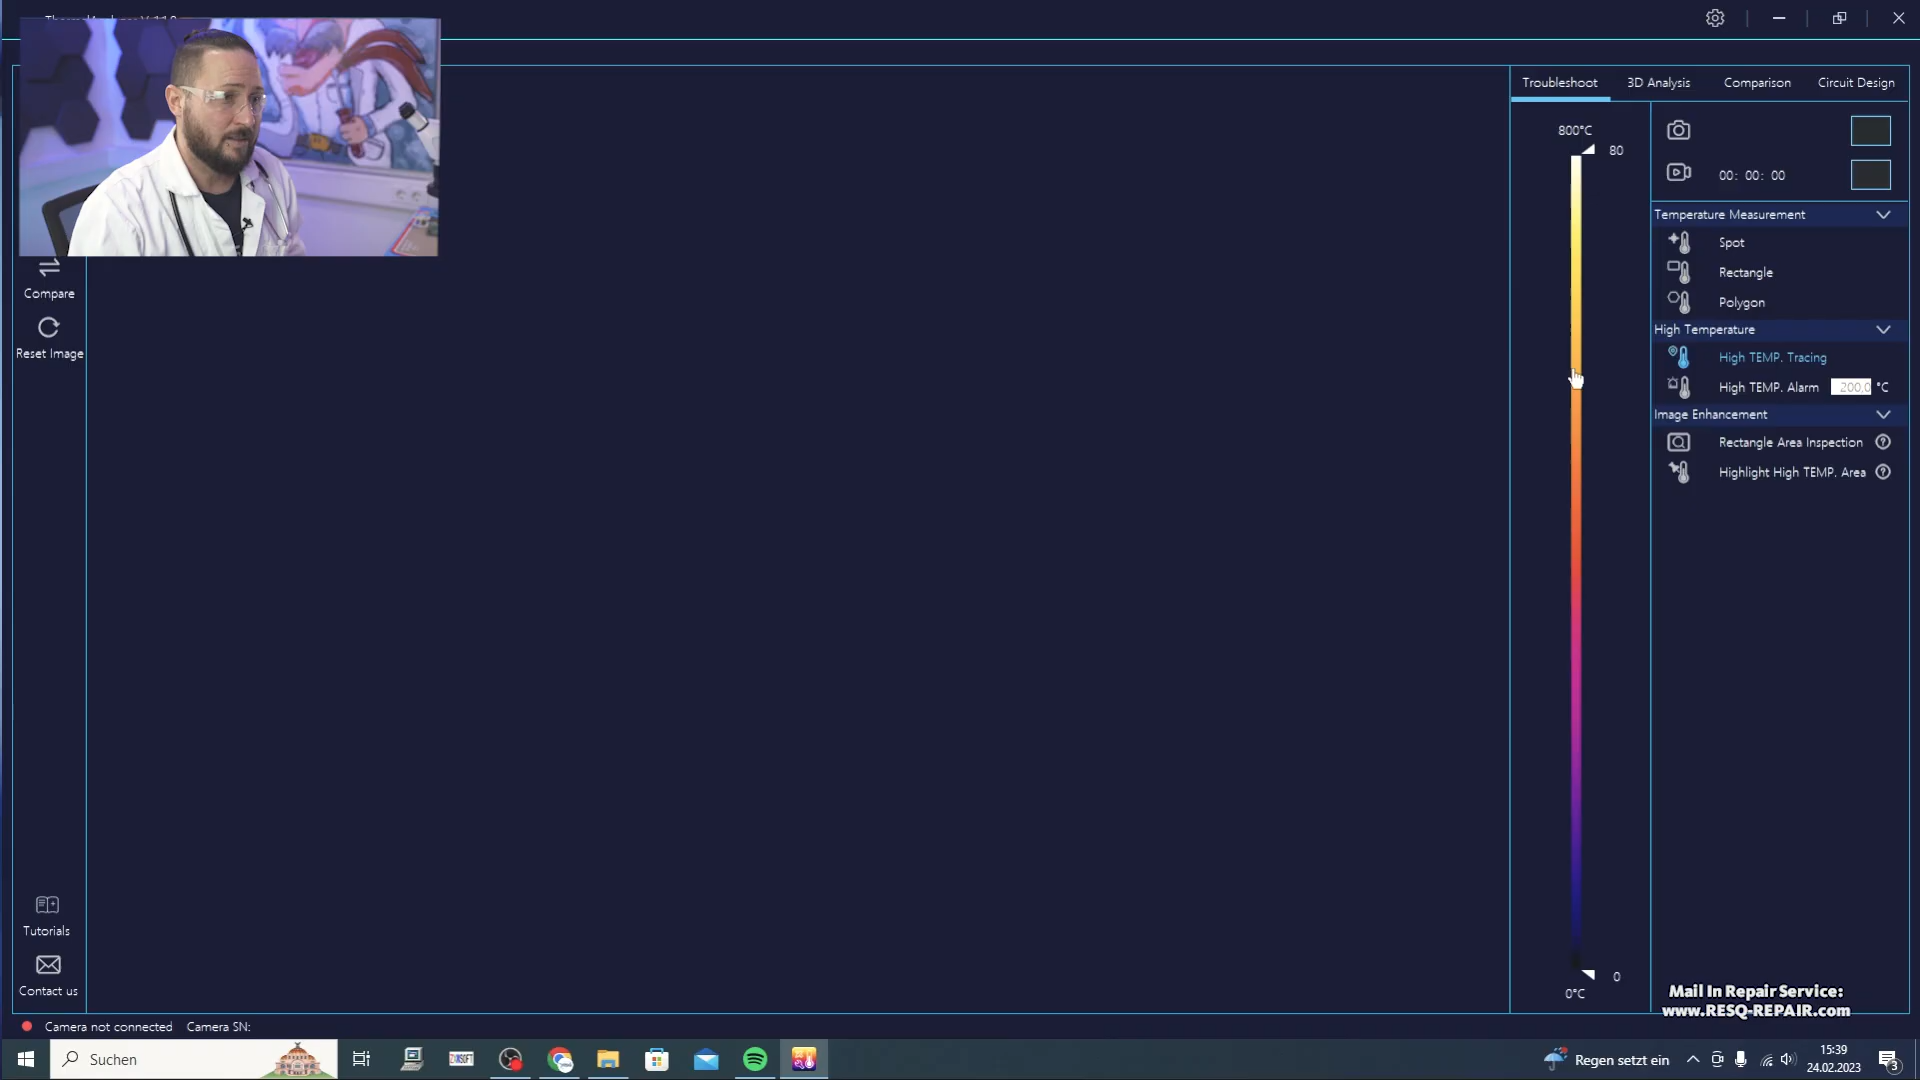 Troubleshoot
3D Analysis
Comparison
Circuit Design
800°C
80
00: 00: 00
Temperature Measurement
Spot
Rectangle
Polygon
High Temperature
High TEMP. Tracing
High TEMP. Alarm 200,0 °C
Image Enhancement
Rectangle Area Inspection
Highlight High TEMP. Area
Compare
Reset Image
Tutorials
Contact us
0
0°C
Mail In Repair Service:
www.RESQ-REPAIR.com
Camera not connected Camera SN:
Suchen
Regen setzt ein
15:39
24.02.2023
3